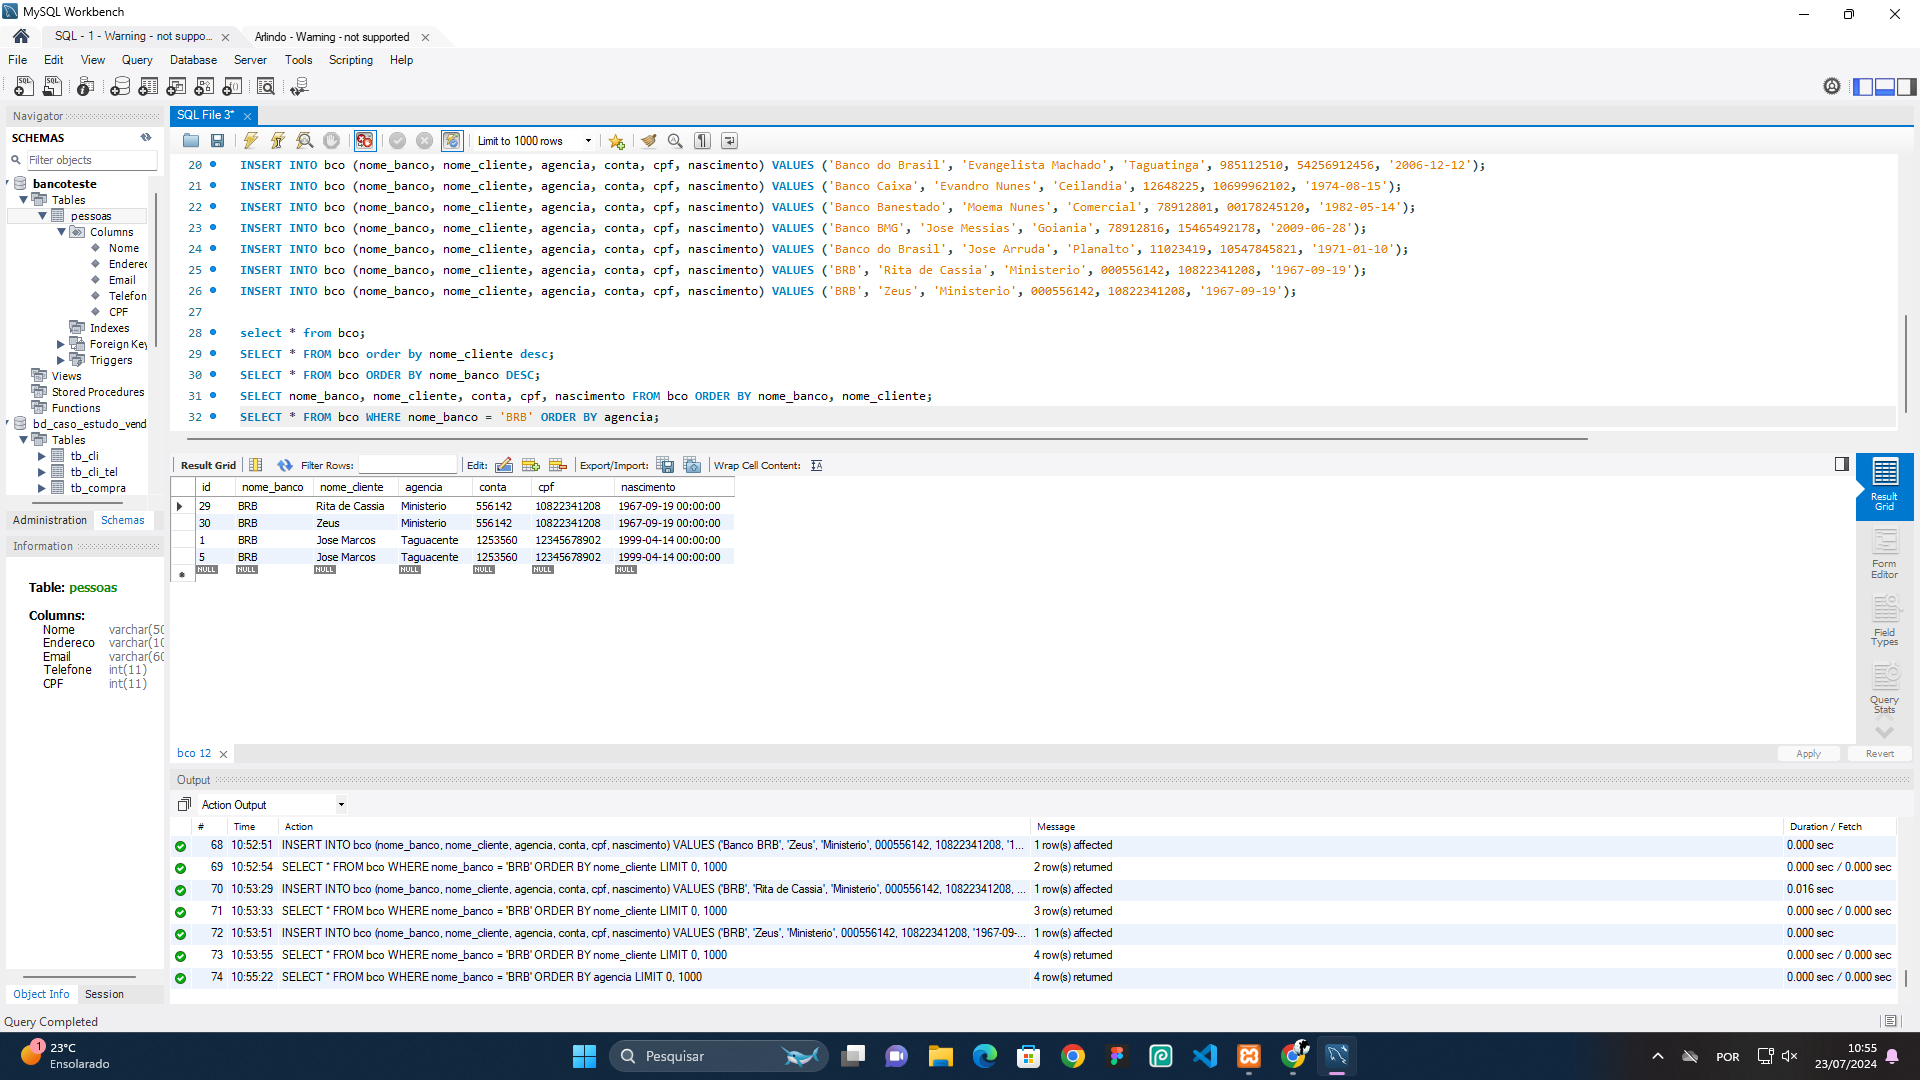 MySQL Workbench
SQL - 1 - Warning - not suppo...
Arlindo - Warning - not supported
File Edit View Query Database Server Tools Scripting Help
Navigator
SCHEMAS
Filter objects
bancoteste
Tables
pessoas
Columns
Nome
Enderec
Email
Telefon
CPF
Indexes
Foreign Key
Triggers
Views
Stored Procedures
Functions
bd_caso_estudo_vend
Tables
tb_cli
tb_cli_tel
tb_compra
Administration Schemas
Information
Table: pessoas
Columns:
Nome varchar(50
Endereco varchar(10
Email varchar(60
Telefone int(11)
CPF int(11)
Object Info Session
SQL File 3*
Limit to 1000 rows
20 INSERT INTO bco (nome_banco, nome_cliente, agencia, conta, cpf, nascimento) VALUES ('Banco do Brasil', 'Evangelista Machado', 'Taguatinga', 985112510, 54256912456, '2006-12-12');
21 INSERT INTO bco (nome_banco, nome_cliente, agencia, conta, cpf, nascimento) VALUES ('Banco Caixa', 'Evandro Nunes', 'Ceilandia', 12648225, 10699962102, '1974-08-15');
22 INSERT INTO bco (nome_banco, nome_cliente, agencia, conta, cpf, nascimento) VALUES ('Banco Banestado', 'Moema Nunes', 'Comercial', 78912801, 00178245120, '1982-05-14');
23 INSERT INTO bco (nome_banco, nome_cliente, agencia, conta, cpf, nascimento) VALUES ('Banco BMG', 'Jose Messias', 'Goiania', 78912816, 15465492178, '2009-06-28');
24 INSERT INTO bco (nome_banco, nome_cliente, agencia, conta, cpf, nascimento) VALUES ('Banco do Brasil', 'Jose Arruda', 'Planalto', 11023419, 10547845821, '1971-01-10');
25 INSERT INTO bco (nome_banco, nome_cliente, agencia, conta, cpf, nascimento) VALUES ('BRB', 'Rita de Cassia', 'Ministerio', 000556142, 10822341208, '1967-09-19');
26 INSERT INTO bco (nome_banco, nome_cliente, agencia, conta, cpf, nascimento) VALUES ('BRB', 'Zeus', 'Ministerio', 000556142, 10822341208, '1967-09-19');
27
28 select * from bco;
29 SELECT * FROM bco order by nome_cliente desc;
30 SELECT * FROM bco ORDER BY nome_banco DESC;
31 SELECT nome_banco, nome_cliente, conta, cpf, nascimento FROM bco ORDER BY nome_banco, nome_cliente;
32 SELECT * FROM bco WHERE nome_banco = 'BRB' ORDER BY agencia;
Result Grid Filter Rows: Edit: Export/Import: Wrap Cell Content:
id nome_banco nome_cliente agencia conta cpf nascimento
29 BRB Rita de Cassia Ministerio 556142 10822341208 1967-09-19 00:00:00
30 BRB Zeus Ministerio 556142 10822341208 1967-09-19 00:00:00
1 BRB Jose Marcos Taguacente 1253560 12345678902 1999-04-14 00:00:00
5 BRB Jose Marcos Taguacente 1253560 12345678902 1999-04-14 00:00:00
NULL NULL NULL NULL NULL NULL NULL
Result Grid
Form Editor
Field Types
Query Stats
bco 12
Apply Revert
Output
Action Output
# Time Action Message Duration / Fetch
68 10:52:51 INSERT INTO bco (nome_banco, nome_cliente, agencia, conta, cpf, nascimento) VALUES ('Banco BRB', 'Zeus', 'Ministerio', 000556142, 10822341208, '1... 1 row(s) affected 0.000 sec
69 10:52:54 SELECT * FROM bco WHERE nome_banco = 'BRB' ORDER BY nome_cliente LIMIT 0, 1000 2 row(s) returned 0.000 sec / 0.000 sec
70 10:53:29 INSERT INTO bco (nome_banco, nome_cliente, agencia, conta, cpf, nascimento) VALUES ('BRB', 'Rita de Cassia', 'Ministerio', 000556142, 10822341208, ... 1 row(s) affected 0.016 sec
71 10:53:33 SELECT * FROM bco WHERE nome_banco = 'BRB' ORDER BY nome_cliente LIMIT 0, 1000 3 row(s) returned 0.000 sec / 0.000 sec
72 10:53:51 INSERT INTO bco (nome_banco, nome_cliente, agencia, conta, cpf, nascimento) VALUES ('BRB', 'Zeus', 'Ministerio', 000556142, 10822341208, '1967-09-... 1 row(s) affected 0.000 sec
73 10:53:55 SELECT * FROM bco WHERE nome_banco = 'BRB' ORDER BY nome_cliente LIMIT 0, 1000 4 row(s) returned 0.000 sec / 0.000 sec
74 10:55:22 SELECT * FROM bco WHERE nome_banco = 'BRB' ORDER BY agencia LIMIT 0, 1000 4 row(s) returned 0.000 sec / 0.000 sec
Query Completed
1
23°C
Ensolarado
Pesquisar
POR
10:55
23/07/2024